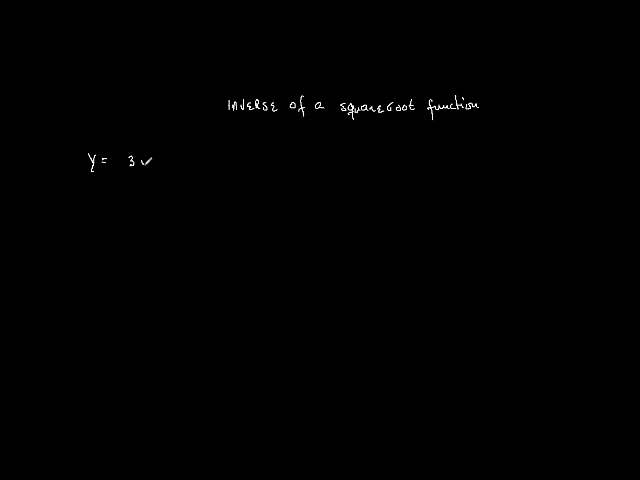 INVERSE of a squareroot function
y = 3 √